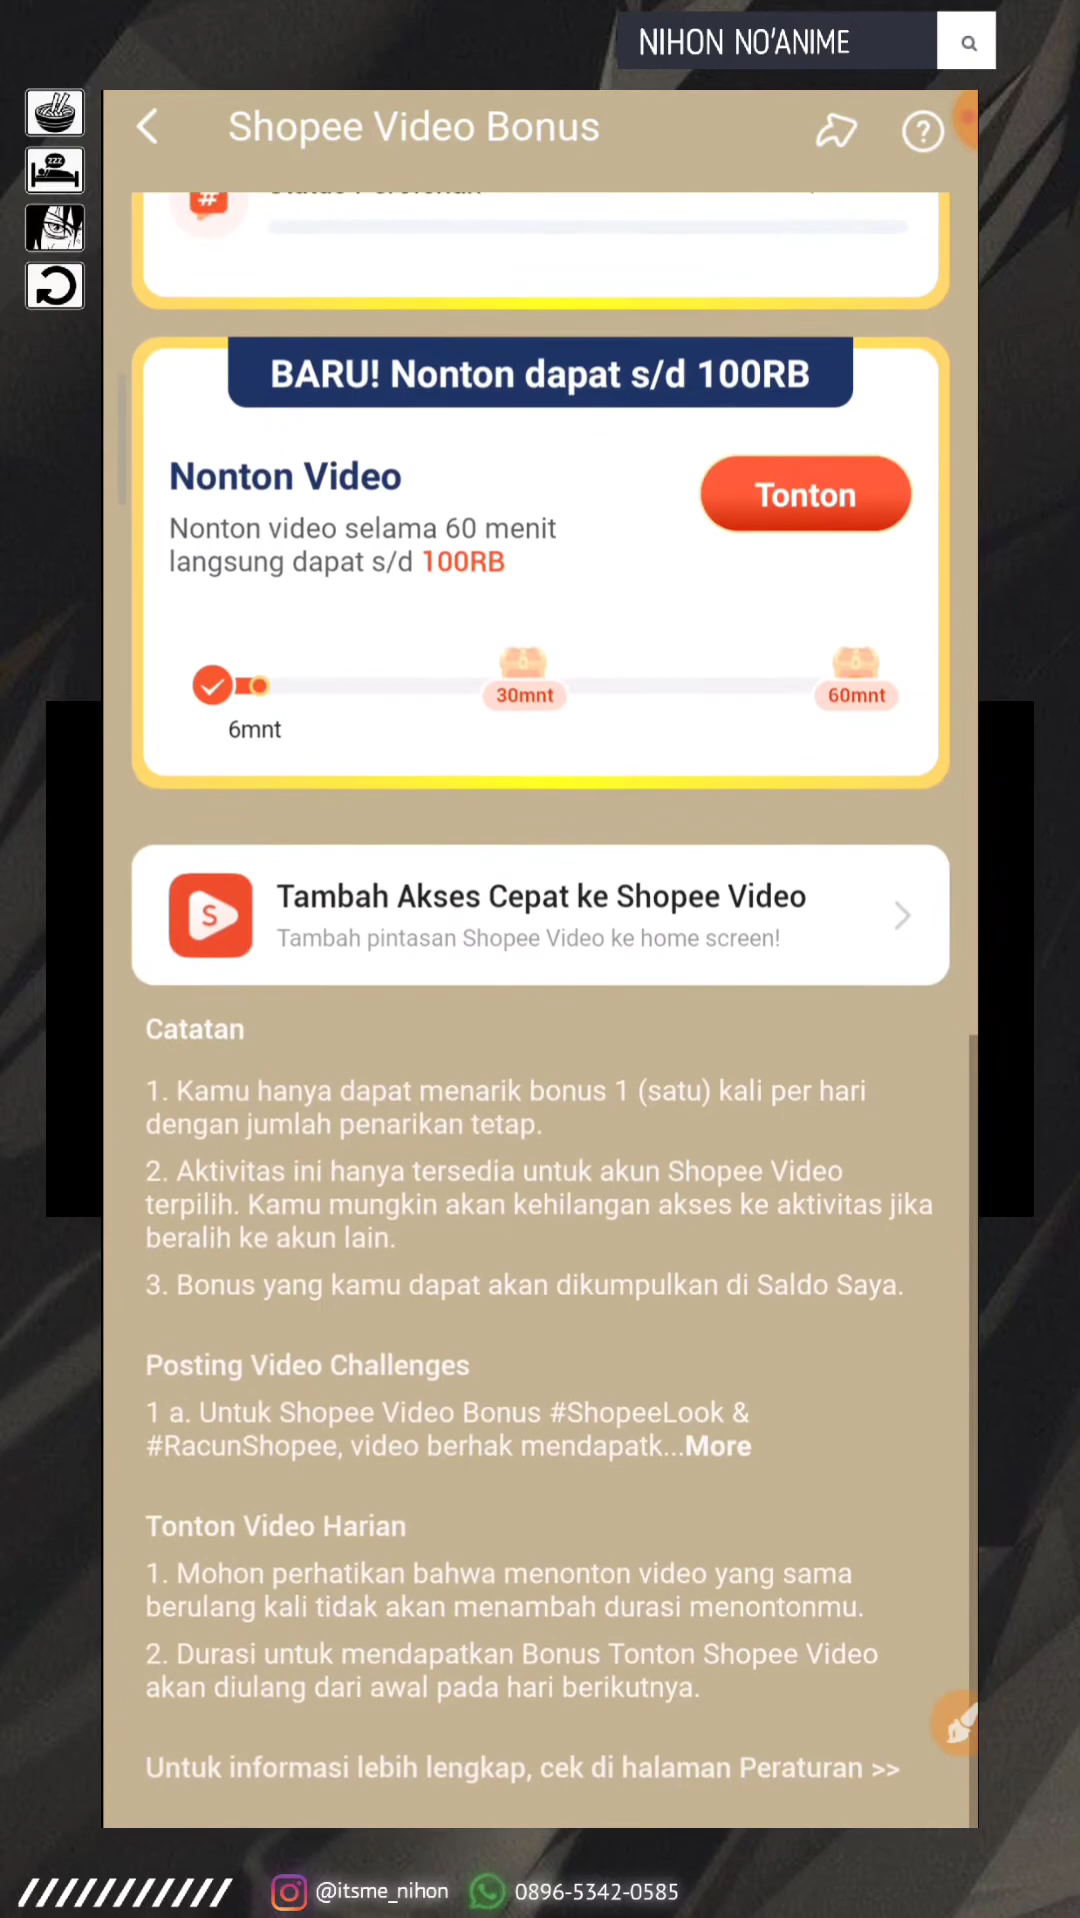 NIHON NO'ANIME
zzz
Shopee Video Bonus
#
BARU! Nonton dapat s/d 100RB
Nonton Video
Tonton
Nonton video selama 60 menit
langsung dapat s/d 100RB
30mnt
60mnt
6mnt
S
Tambah Akses Cepat ke Shopee Video
Tambah pintasan Shopee Video ke home screen!
Catatan
1. Kamu hanya dapat menarik bonus 1 (satu) kali per hari
dengan jumlah penarikan tetap.
2. Aktivitas ini hanya tersedia untuk akun Shopee Video
terpilih. Kamu mungkin akan kehilangan akses ke aktivitas jika
beralih ke akun lain.
3. Bonus yang kamu dapat akan dikumpulkan di Saldo Saya.
Posting Video Challenges
1 a. Untuk Shopee Video Bonus #ShopeeLook &
#RacunShopee, video berhak mendapatk...More
Tonton Video Harian
1. Mohon perhatikan bahwa menonton video yang sama
berulang kali tidak akan menambah durasi menontonmu.
2. Durasi untuk mendapatkan Bonus Tonton Shopee Video
akan diulang dari awal pada hari berikutnya.
Untuk informasi lebih lengkap, cek di halaman Peraturan >>
@itsme_nihon
0896-5342-0585